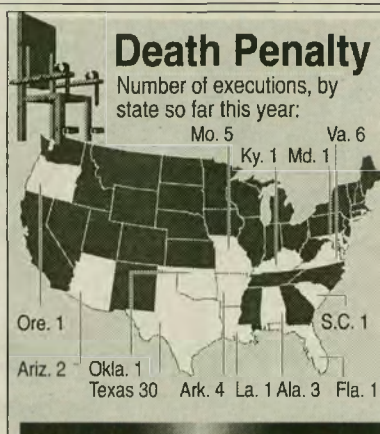 Death Penalty
Number of executions, by
state so far this year:
Mo. 5
Va. 6
Ky. 1 Md. 1
Ore. 1
S.C. 1
Ariz. 2
Okla. 1
Texas 30 Ark. 4 La. 1 Ala. 3 Fla. 1